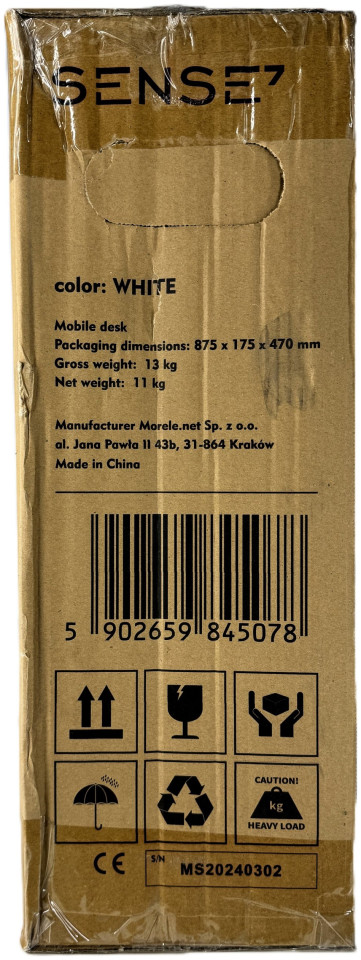 SENSE7
color: WHITE
Mobile desk
Packaging dimensions: 875 x 175 x 470 mm
Gross weight: 13 kg
Net weight: 11 kg
Manufacturer Morele.net Sp. z o.o.
al. Jana Pawła II 43b, 31-864 Kraków
Made in China
5 902659 845078
CAUTION!
kg
HEAVY LOAD
CE
S/N MS20240302